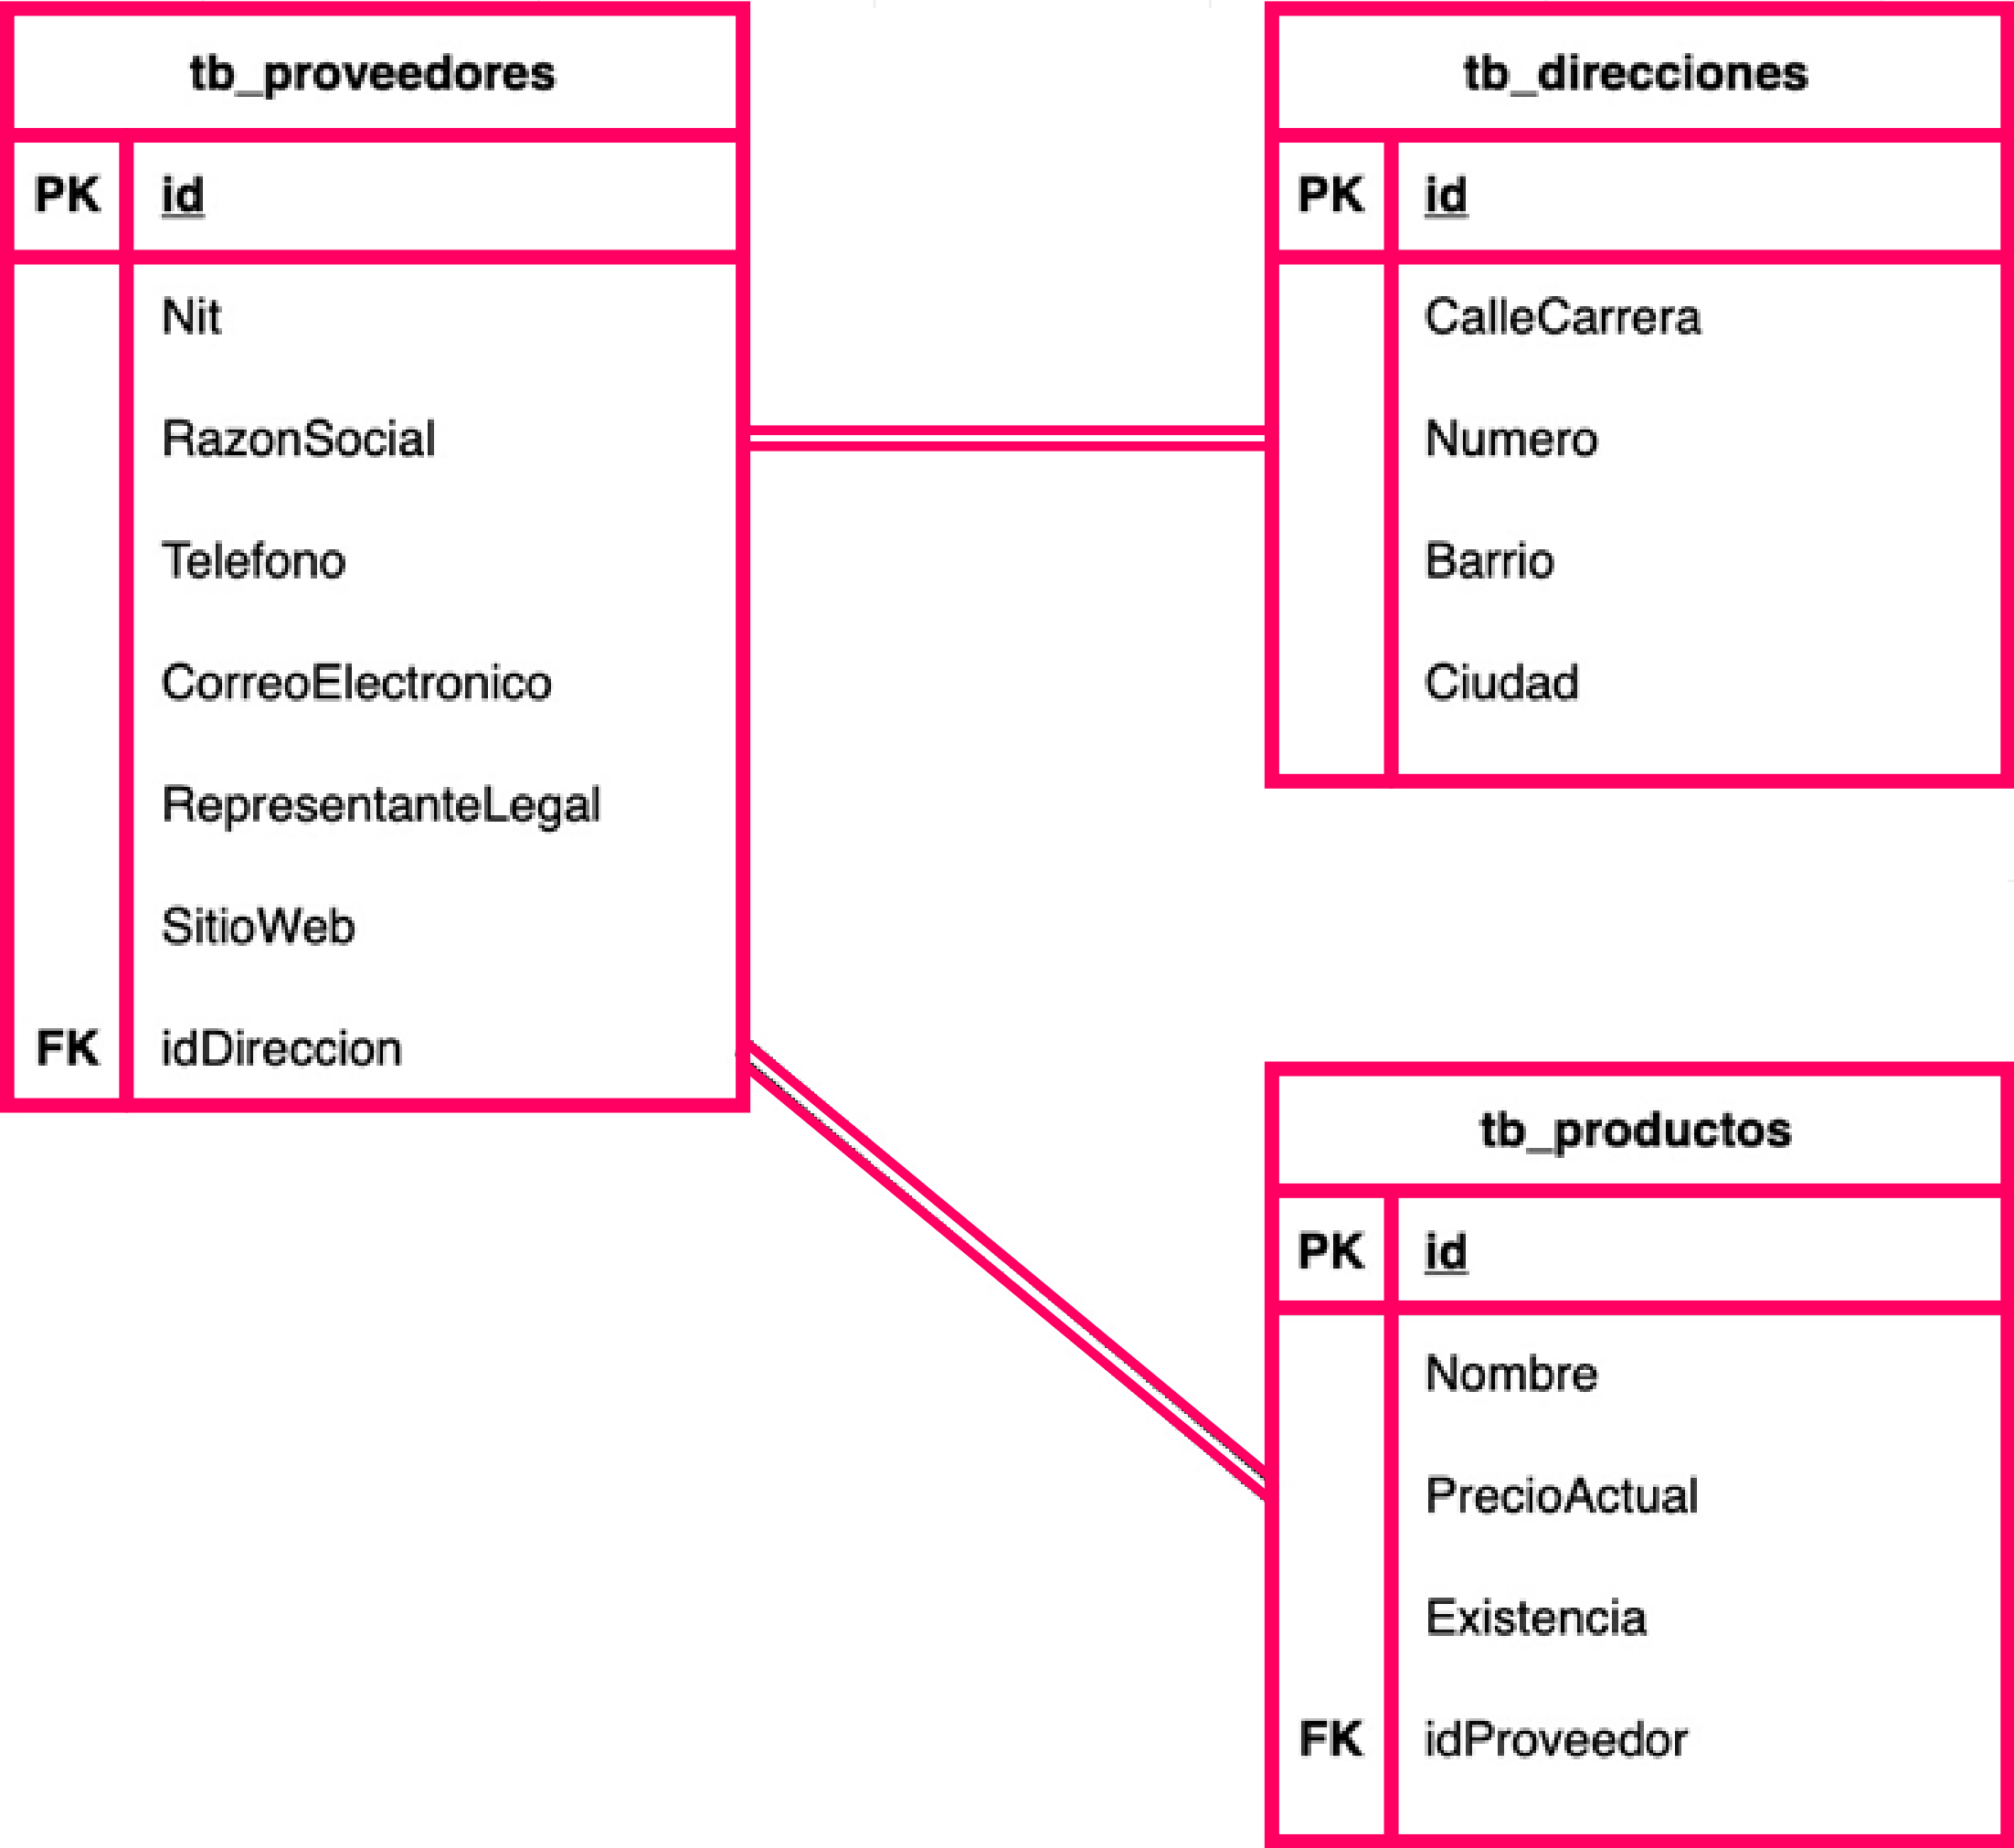 tb_proveedores
PK id
Nit
RazonSocial
Telefono
CorreoElectronico
RepresentanteLegal
SitioWeb
FK idDireccion
tb_direcciones
PK id
CalleCarrera
Numero
Barrio
Ciudad
tb_productos
PK id
Nombre
PrecioActual
Existencia
FK idProveedor